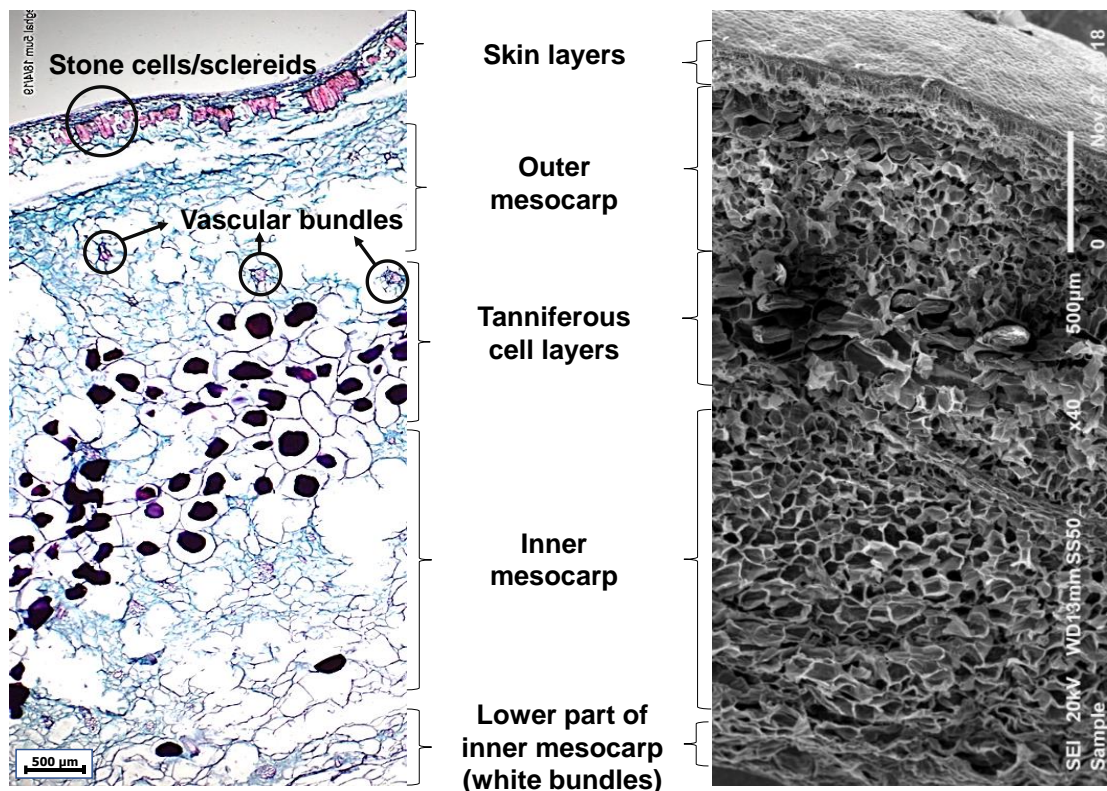 Stone cells/sclereids
Vascular bundles
500 µm
Skin layers
Outer
mesocarp
Tanniferous
cell layers
Inner
mesocarp
Lower part of
inner mesocarp
(white bundles)
SEI 20kV WD13mm SS50 x40 500µm
Sample 0